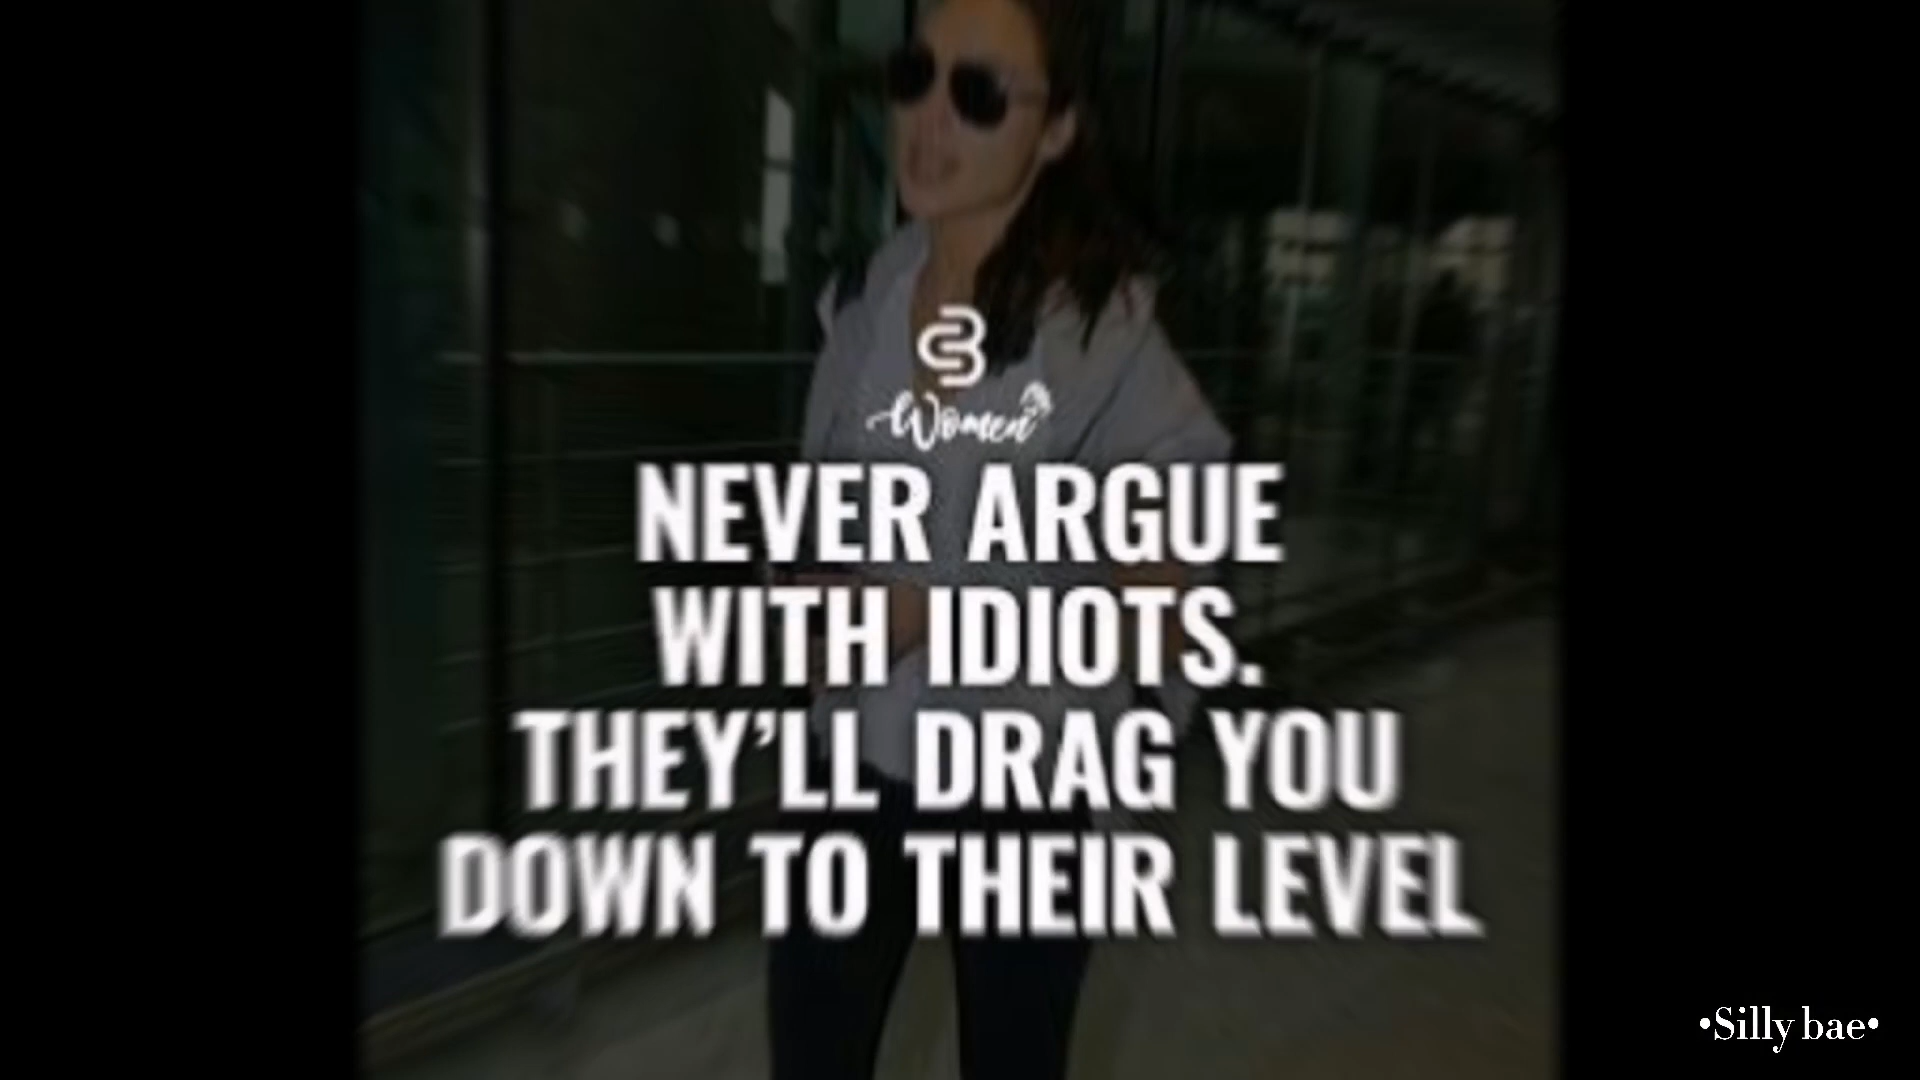 Women
NEVER ARGUE
WITH IDIOTS.
THEY'LL DRAG YOU
DOWN TO THEIR LEVEL
•Silly bae•